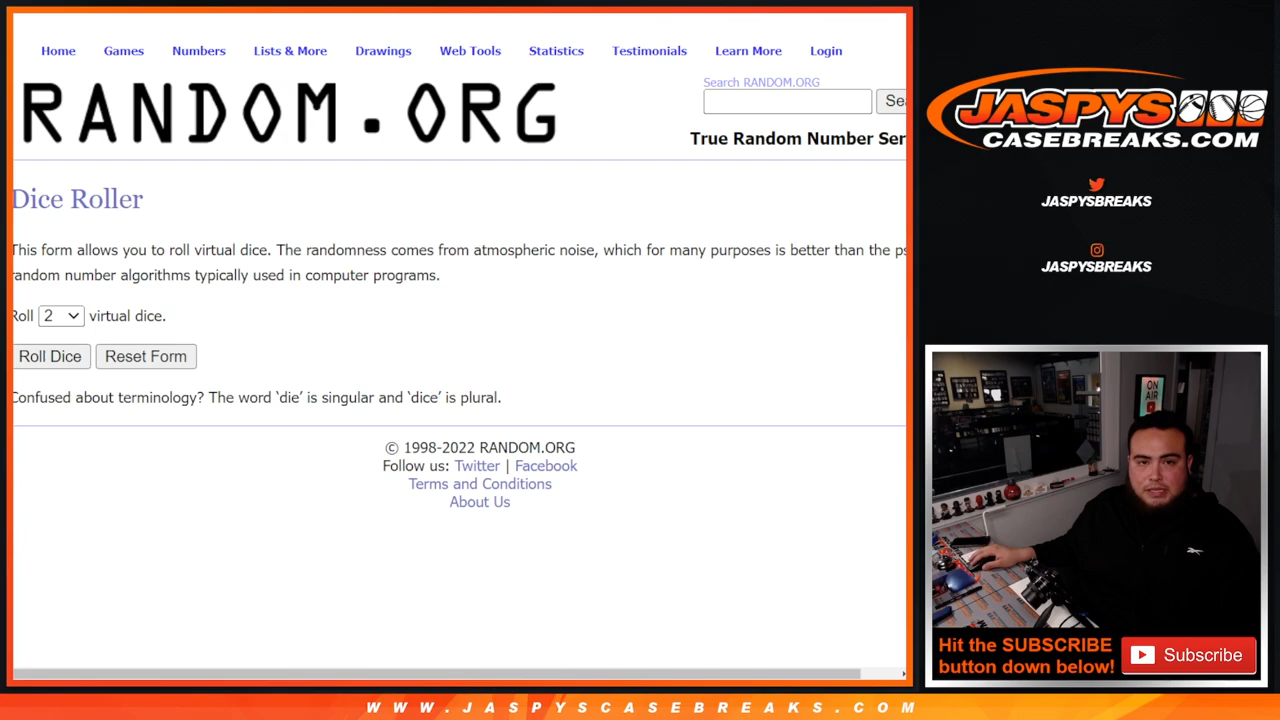 Home Games Numbers Lists & More Drawings Web Tools Statistics Testimonials Learn More Login
RANDOM.ORG
Search RANDOM.ORG
True Random Number Ser
Dice Roller
This form allows you to roll virtual dice. The randomness comes from atmospheric noise, which for many purposes is better than the ps
random number algorithms typically used in computer programs.
Roll 2 virtual dice.
Roll Dice Reset Form
Confused about terminology? The word ‘die’ is singular and ‘dice’ is plural.
© 1998-2022 RANDOM.ORG
Follow us: Twitter | Facebook
Terms and Conditions
About Us
JASPYS
CASEBREAKS.COM
JASPYSBREAKS
JASPYSBREAKS
ON
AIR
Hit the SUBSCRIBE
button down below!
Subscribe
WWW.JASPYSCASEBREAKS.COM